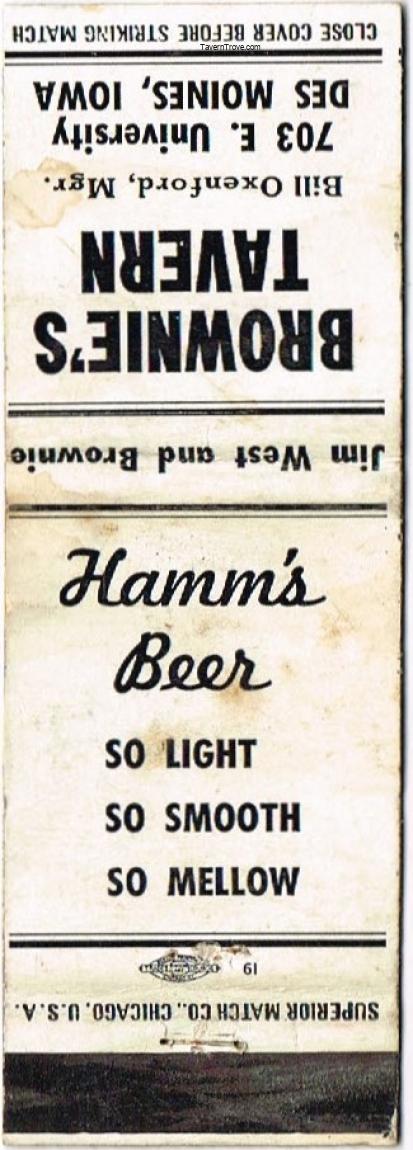 CLOSE COVER BEFORE STRIKING MATCH
TavernTrove.com
BROWNIE'S
TAVERN
Bill Oxenford, Mgr.
703 E. University
DES MOINES, IOWA
Jim West and Brownie
Hamm's
Beer
SO LIGHT
SO SMOOTH
SO MELLOW
19
SUPERIOR MATCH CO., CHICAGO, U.S.A.